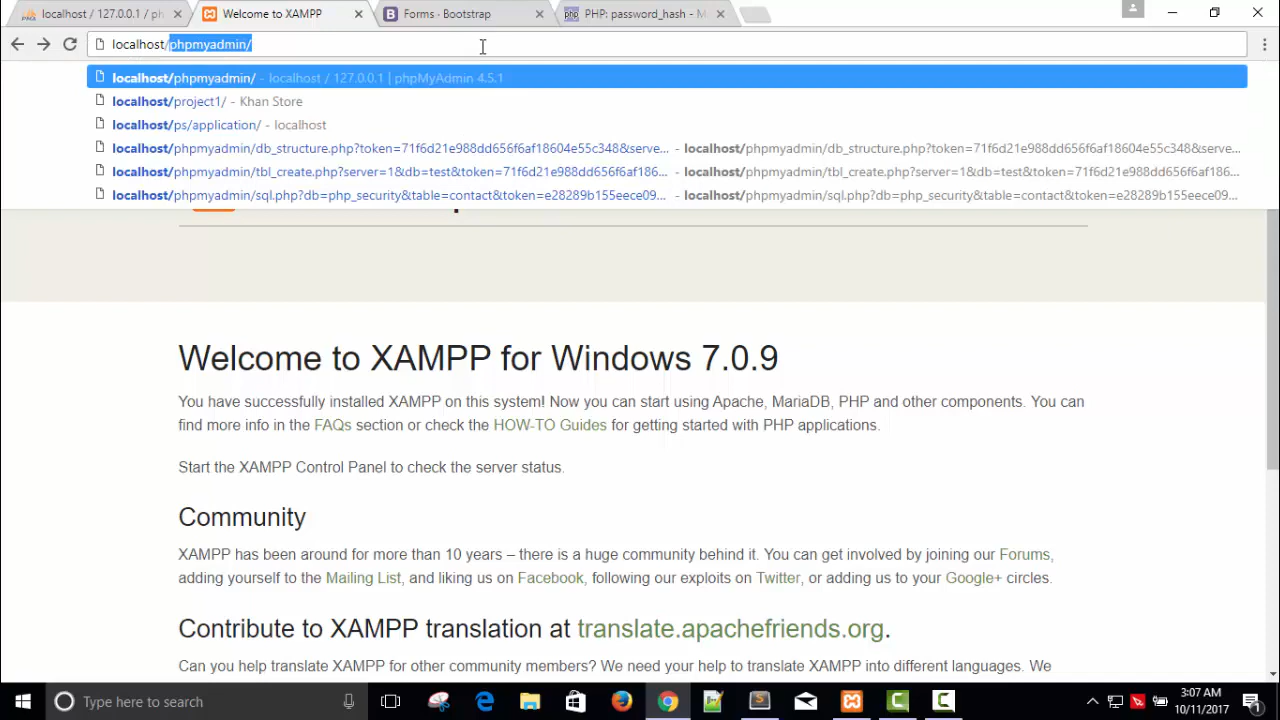 localhost / 127.0.0.1 / ph
Welcome to XAMPP
Forms · Bootstrap
PHP: password_hash - M
localhost/phpmyadmin/
localhost/phpmyadmin/ - localhost / 127.0.0.1 | phpMyAdmin 4.5.1
localhost/project1/ - Khan Store
localhost/ps/application/ - localhost
localhost/phpmyadmin/db_structure.php?token=71f6d21e988dd656f6af18604e55c348&serve... - localhost/phpmyadmin/db_structure.php?token=71f6d21e988dd656f6af18604e55c348&serve...
localhost/phpmyadmin/tbl_create.php?server=1&db=test&token=71f6d21e988dd656f6af186... - localhost/phpmyadmin/tbl_create.php?server=1&db=test&token=71f6d21e988dd656f6af18...
localhost/phpmyadmin/sql.php?db=php_security&table=contact&token=e28289b155eece09... - localhost/phpmyadmin/sql.php?db=php_security&table=contact&token=e28289b155eece09...
Welcome to XAMPP for Windows 7.0.9
You have successfully installed XAMPP on this system! Now you can start using Apache, MariaDB, PHP and other components. You can
find more info in the FAQs section or check the HOW-TO Guides for getting started with PHP applications.
Start the XAMPP Control Panel to check the server status.
Community
XAMPP has been around for more than 10 years – there is a huge community behind it. You can get involved by joining our Forums,
adding yourself to the Mailing List, and liking us on Facebook, following our exploits on Twitter, or adding us to your Google+ circles.
Contribute to XAMPP translation at translate.apachefriends.org.
Can you help translate XAMPP for other community members? We need your help to translate XAMPP into different languages. We
Type here to search
3:07 AM
10/11/2017